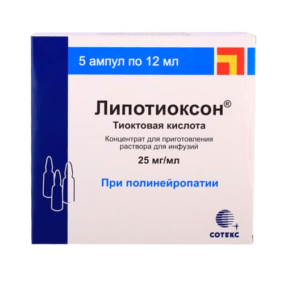 5 ампул по 12 мл
Липотиоксон®
Тиоктовая кислота
Концентрат для приготовления
раствора для инфузий
25 мг/мл
При полинейропатии
СОТЕКС